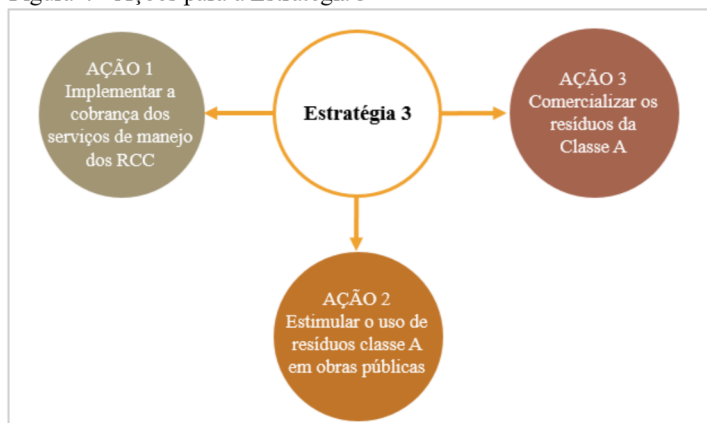 AÇÃO 1
Implementar a
cobrança dos
serviços de manejo
dos RCC
Estratégia 3
AÇÃO 3
Comercializar os
resíduos da
Classe A
AÇÃO 2
Estimular o uso de
resíduos classe A
em obras públicas